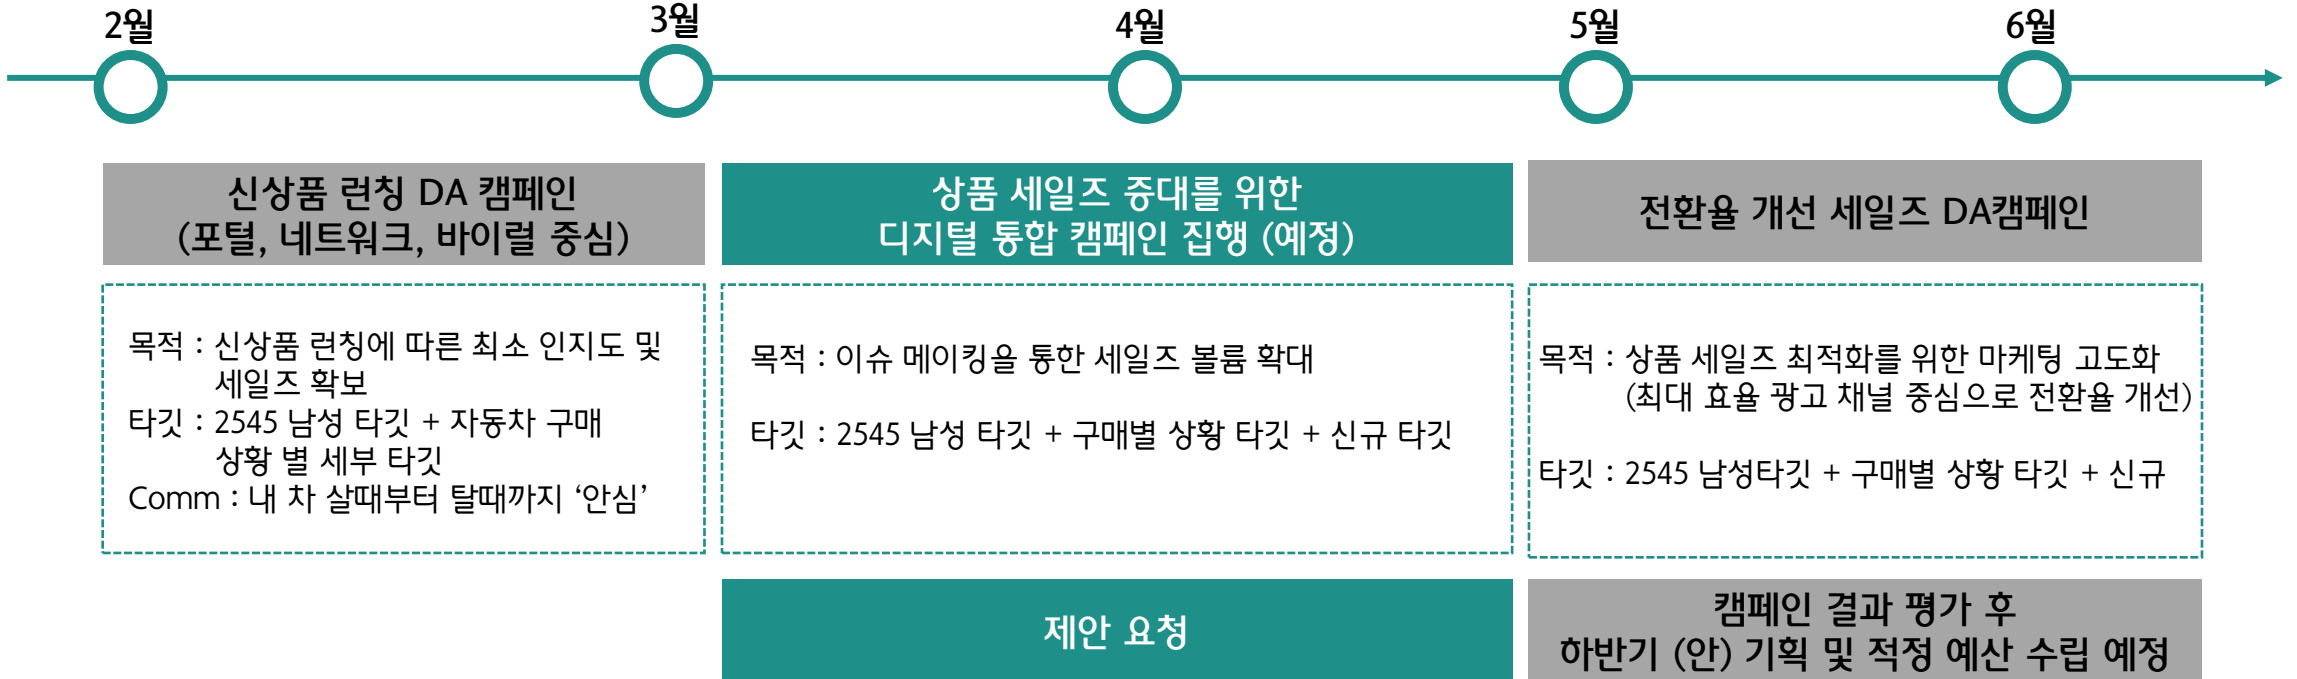 2월
3월
4월
5월
6월
신상품 런칭 DA 캠페인
(포털, 네트워크, 바이럴 중심)
목적 : 신상품 런칭에 따른 최소 인지도 및
세일즈 확보
타깃 : 2545 남성 타깃 + 자동차 구매
상황 별 세부 타깃
Comm : 내 차 살때부터 탈때까지 ‘안심’
상품 세일즈 증대를 위한
디지털 통합 캠페인 집행 (예정)
목적 : 이슈 메이킹을 통한 세일즈 볼륨 확대
타깃 : 2545 남성 타깃 + 구매별 상황 타깃 + 신규 타깃
제안 요청
전환율 개선 세일즈 DA캠페인
목적 : 상품 세일즈 최적화를 위한 마케팅 고도화
(최대 효율 광고 채널 중심으로 전환율 개선)
타깃 : 2545 남성타깃 + 구매별 상황 타깃 + 신규
캠페인 결과 평가 후
하반기 (안) 기획 및 적정 예산 수립 예정